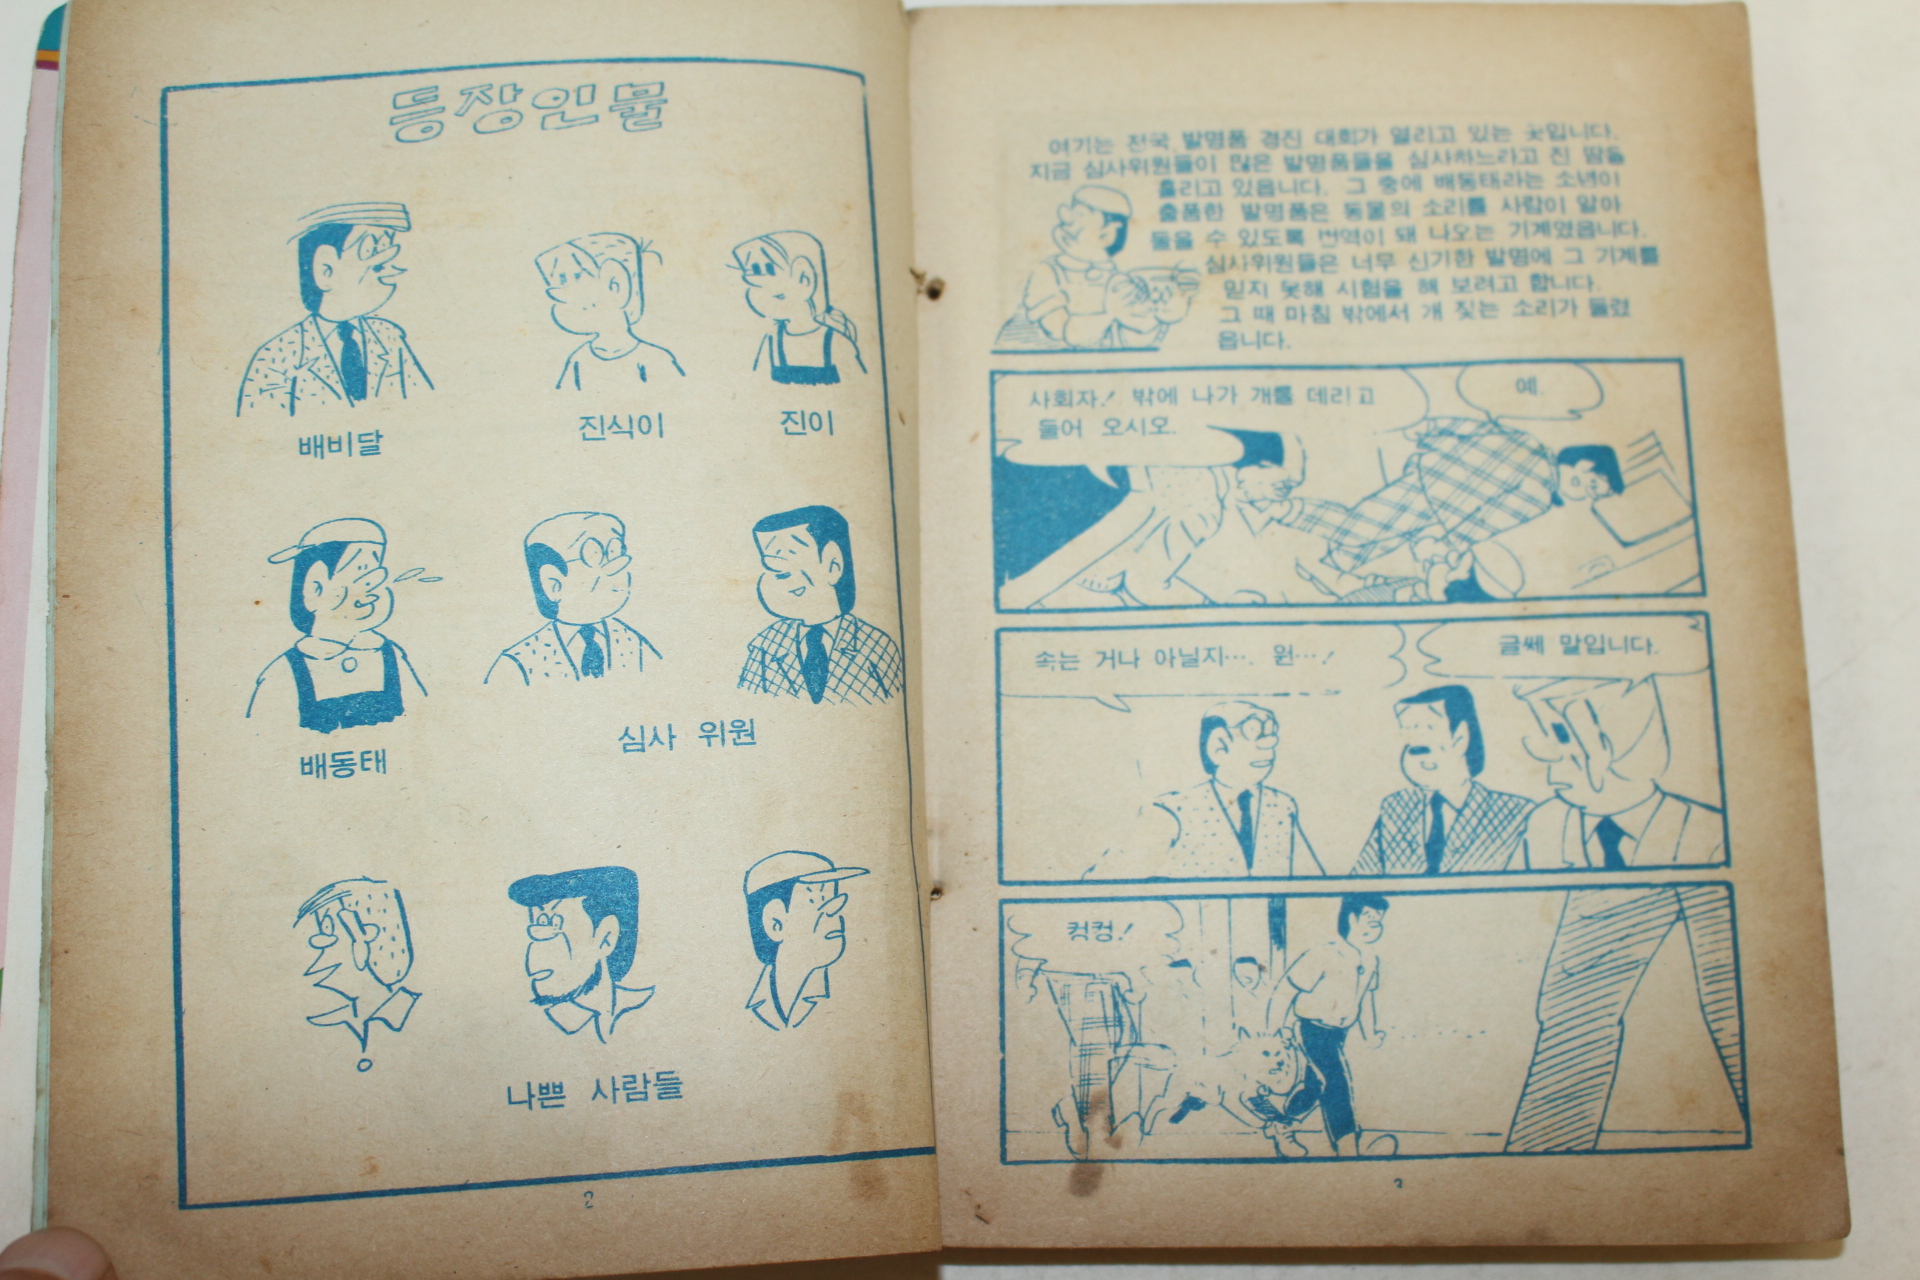 등장인물
배비달
진식이
진이
배동태
심사 위원
나쁜 사람들
2
여기는 전국 발명품 경진 대회가 열리고 있는 곳입니다.
지금 심사위원들이 많은 발명품들을 심사하느라고 진 땀을
흘리고 있읍니다. 그 중에 배동태라는 소년이
출품한 발명품은 동물의 소리를 사람이 알아
들을 수 있도록 번역이 돼 나오는 기계였읍니다.
심사위원들은 너무 신기한 발명에 그 기계를
믿지 못해 시험을 해 보려고 합니다.
그 때 마침 밖에서 개 짖는 소리가 들렸
읍니다.
사회자! 밖에 나가 개를 데리고
들어 오시오.
예.
속는 거나 아닐지…. 원…!
글쎄 말입니다.
컹컹!
3